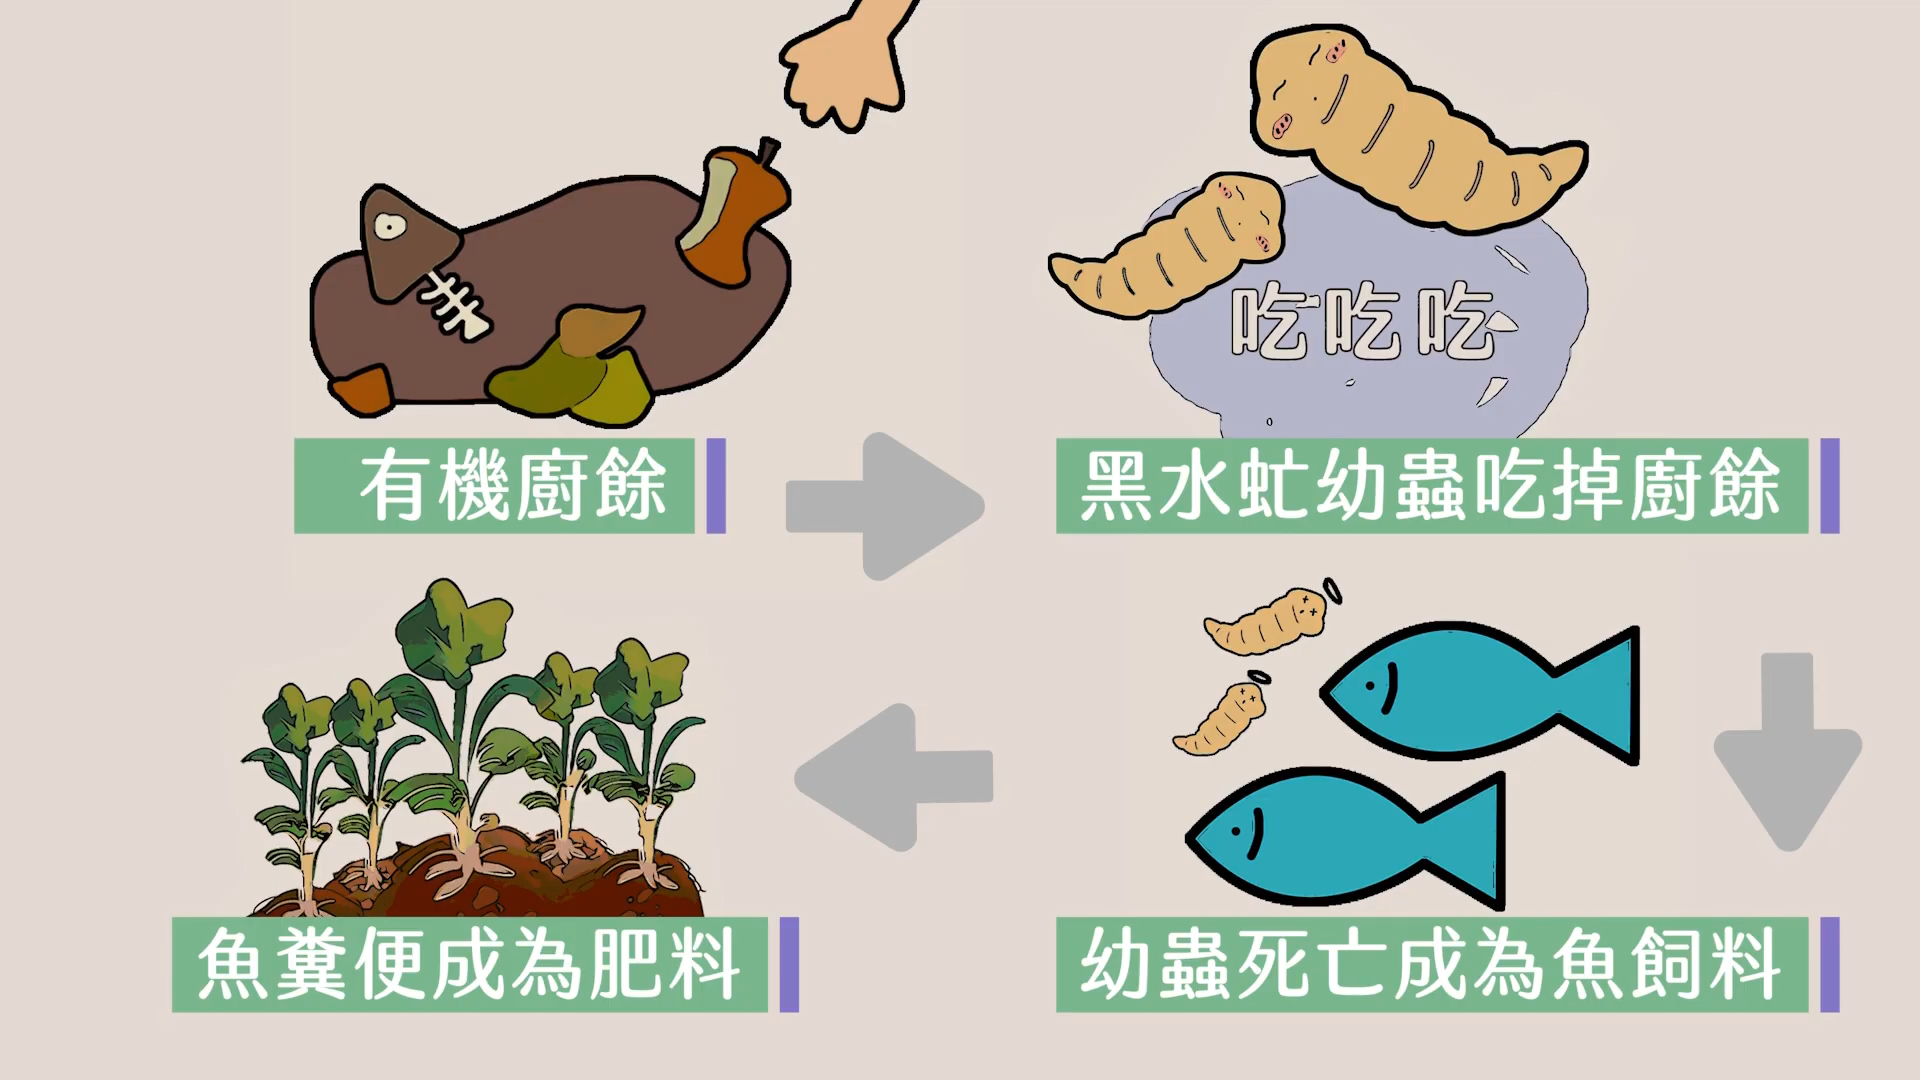 吃吃吃
有機廚餘
黑水虻幼蟲吃掉廚餘
幼蟲死亡成為魚飼料
魚糞便成為肥料